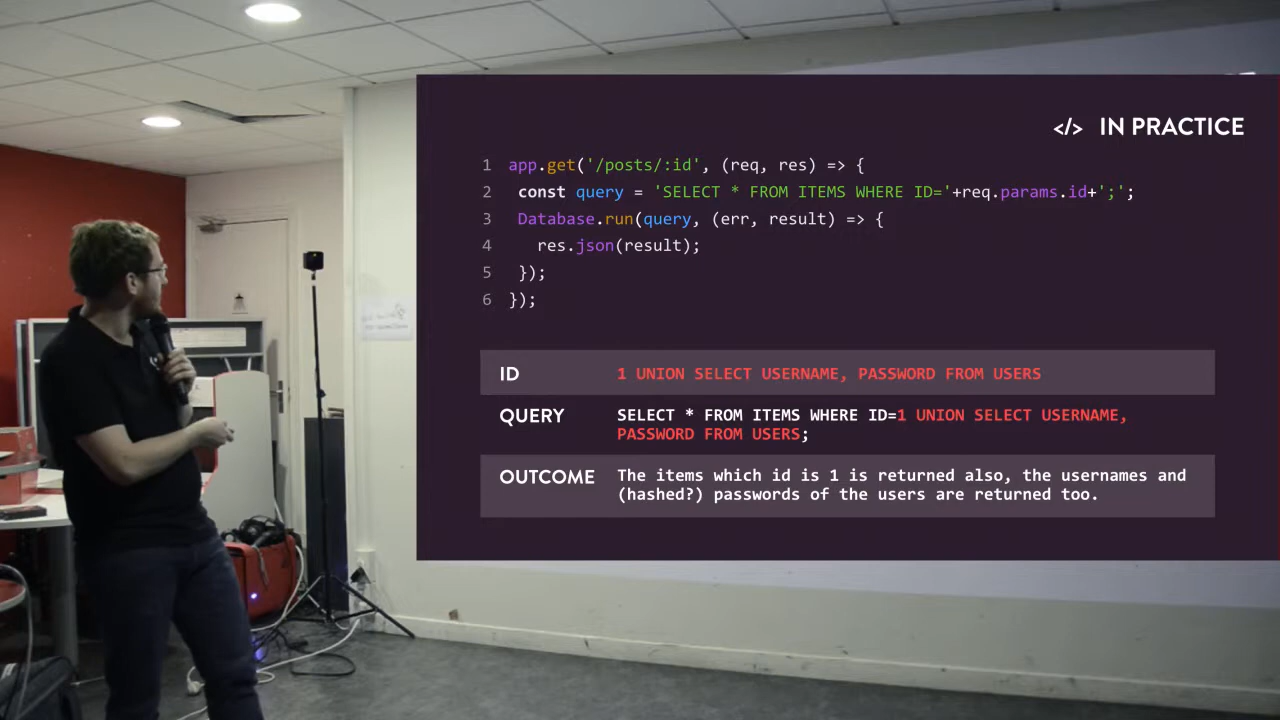 </> IN PRACTICE
1 app.get('/posts/:id', (req, res) => {
2 const query = 'SELECT * FROM ITEMS WHERE ID='+req.params.id+';';
3 Database.run(query, (err, result) => {
4 res.json(result);
5 });
6 });
ID 1 UNION SELECT USERNAME, PASSWORD FROM USERS
QUERY SELECT * FROM ITEMS WHERE ID=1 UNION SELECT USERNAME,
PASSWORD FROM USERS;
OUTCOME The items which id is 1 is returned also, the usernames and
(hashed?) passwords of the users are returned too.